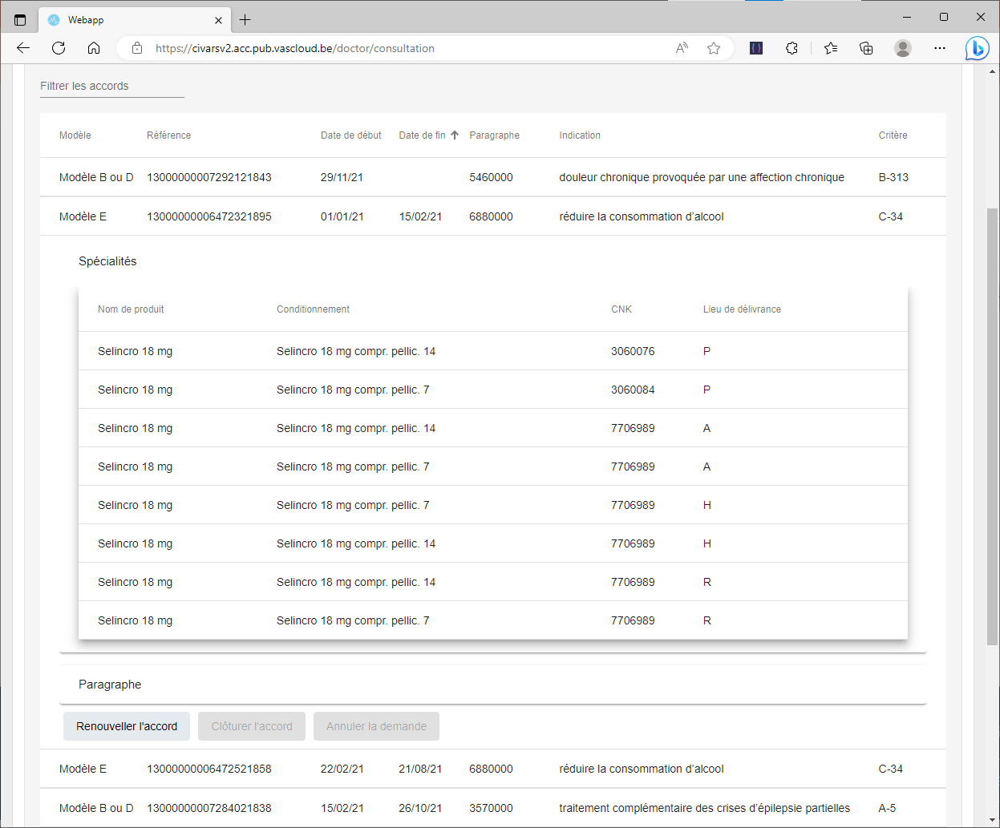 Webapp
https://civarsv2.acc.pub.vascloud.be/doctor/consultation
Filtrer les accords
Modèle Référence Date de début Date de fin Paragraphe Indication Critère
Modèle B ou D 13000000007292121843 29/11/21 5460000 douleur chronique provoquée par une affection chronique B-313
Modèle E 13000000006472321895 01/01/21 15/02/21 6880000 réduire la consommation d'alcool C-34
Spécialités
Nom de produit Conditionnement CNK Lieu de délivrance
Selincro 18 mg Selincro 18 mg compr. pellic. 14 3060076 P
Selincro 18 mg Selincro 18 mg compr. pellic. 7 3060084 P
Selincro 18 mg Selincro 18 mg compr. pellic. 14 7706989 A
Selincro 18 mg Selincro 18 mg compr. pellic. 7 7706989 A
Selincro 18 mg Selincro 18 mg compr. pellic. 7 7706989 H
Selincro 18 mg Selincro 18 mg compr. pellic. 14 7706989 H
Selincro 18 mg Selincro 18 mg compr. pellic. 14 7706989 R
Selincro 18 mg Selincro 18 mg compr. pellic. 7 7706989 R
Paragraphe
Renouveller l'accord Clôturer l'accord Annuler la demande
Modèle E 13000000006472521858 22/02/21 21/08/21 6880000 réduire la consommation d'alcool C-34
Modèle B ou D 13000000007284021838 15/02/21 26/10/21 3570000 traitement complémentaire des crises d'épilepsie partielles A-5